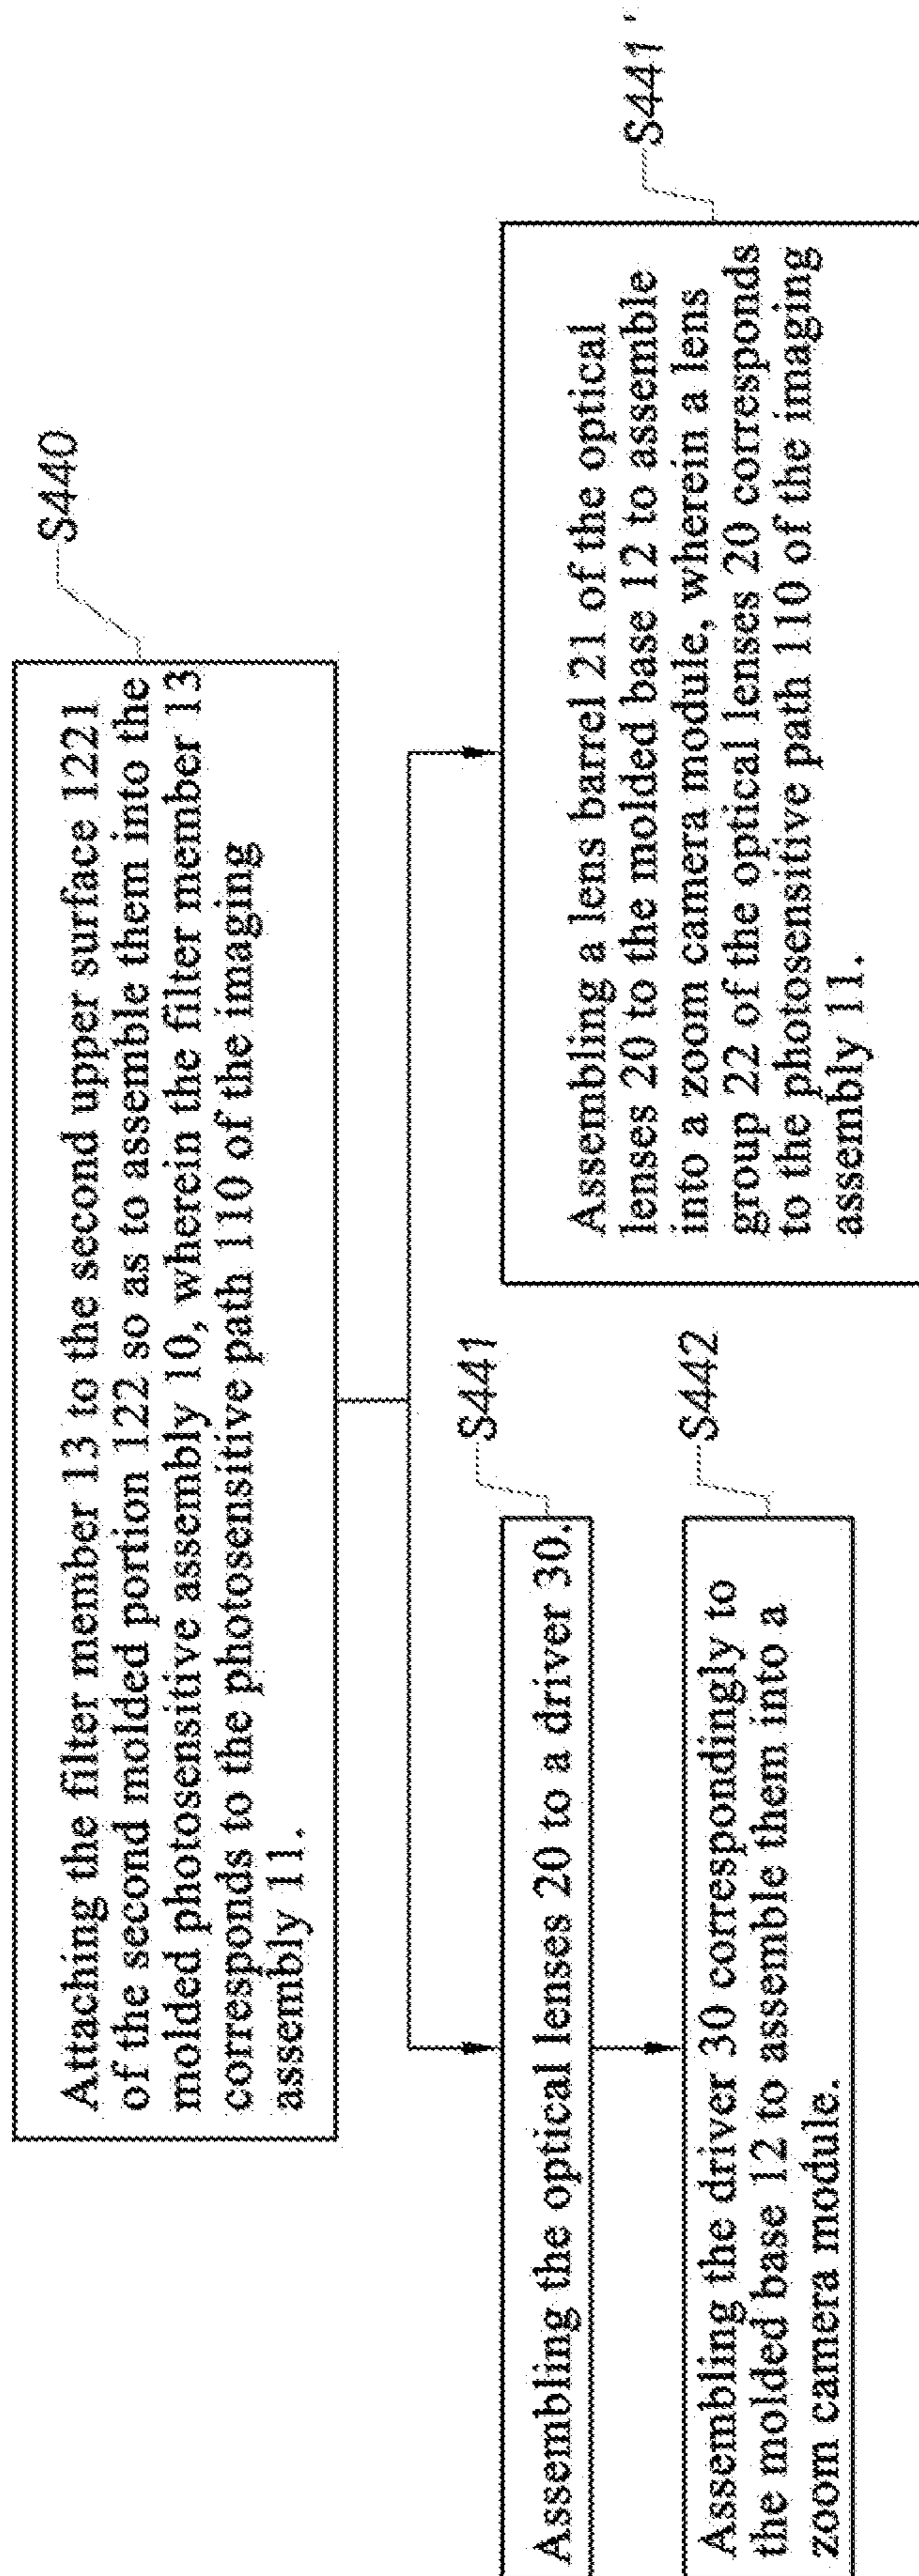 S440
Attaching the filter member 13 to the second upper surface 1221
of the second molded portion 122 so as to assemble them into the
molded photosensitive assembly 10, wherein the filter member 13
corresponds to the photosensitive path 110 of the imaging
assembly 11.
S441
Assembling the optical lenses 20 to a driver 30.
S442
Assembling the driver 30 correspondingly to
the molded base 12 to assemble them into a
zoom camera module.
S441'
Assembling a lens barrel 21 of the optical
lenses 20 to the molded base 12 to assemble
into a zoom camera module, wherein a lens
group 22 of the optical lenses 20 corresponds
to the photosensitive path 110 of the imaging
assembly 11.